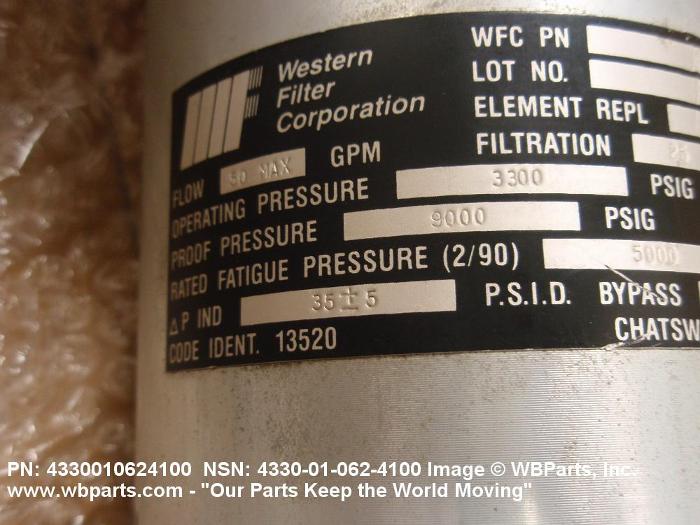 Western
Filter
Corporation
WFC PN
LOT NO.
ELEMENT REPL
FILTRATION
FLOW 50 MAX GPM
OPERATING PRESSURE 3300 PSIG
PROOF PRESSURE 9000 PSIG
RATED FATIGUE PRESSURE (2/90) 5000
△ P IND 35±5 P.S.I.D. BYPASS
CODE IDENT. 13520 CHATSW
PN: 4330010624100 NSN: 4330-01-062-4100 Image © WBParts, Inc.
www.wbparts.com - "Our Parts Keep the World Moving"